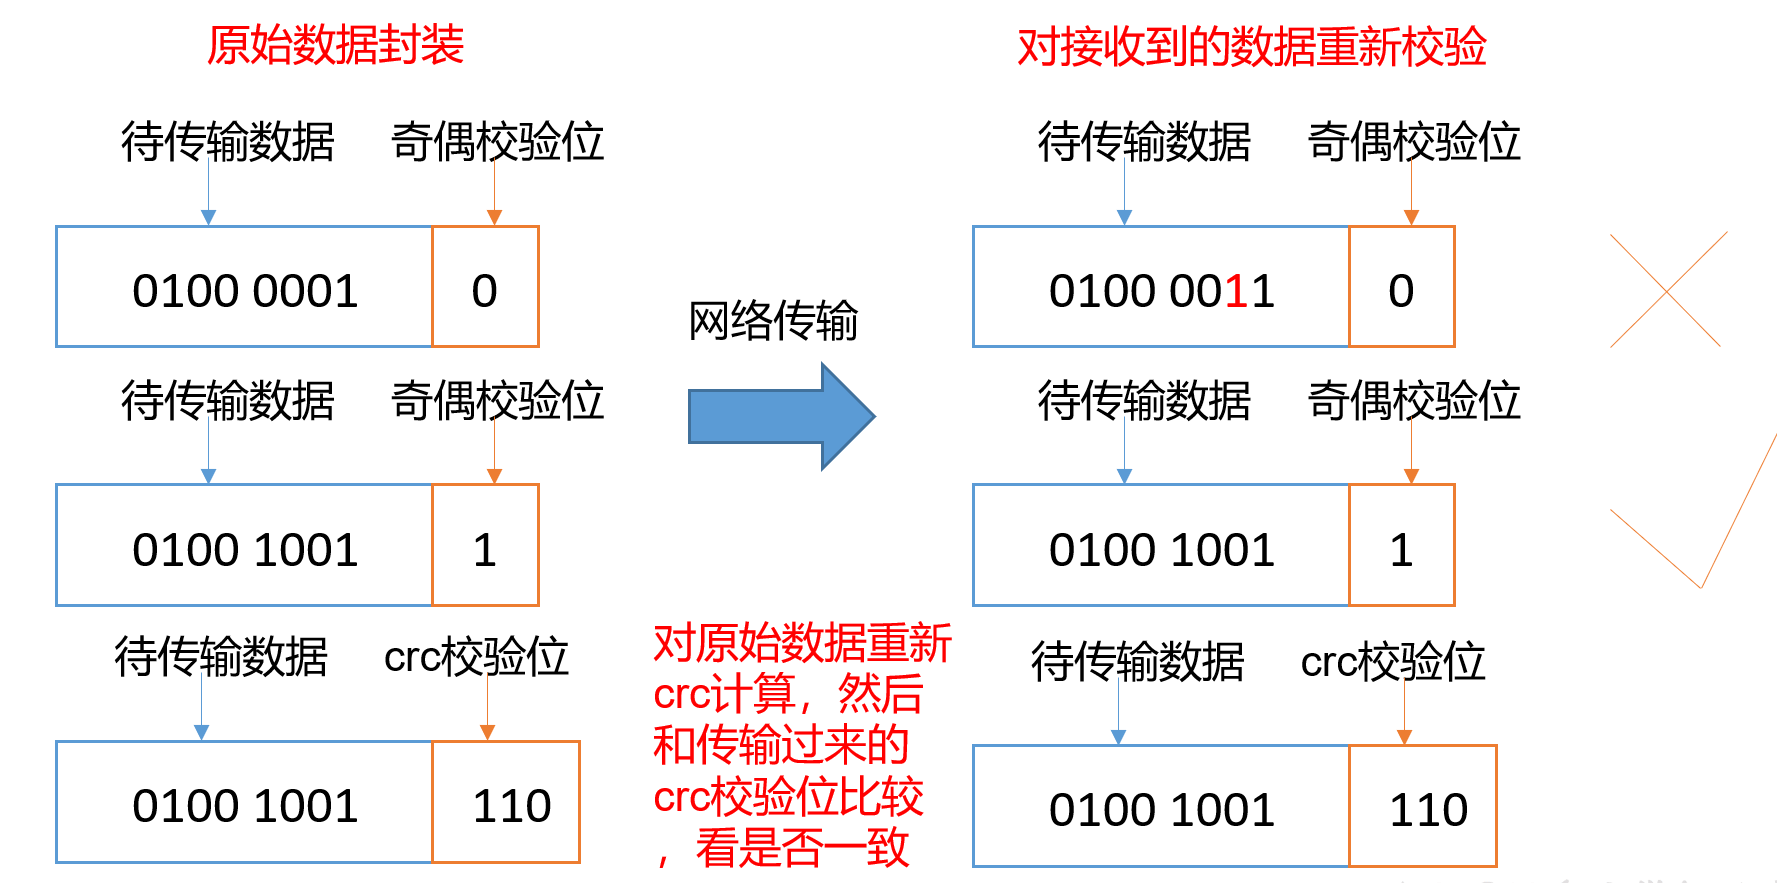 原始数据封装
对接收到的数据重新校验
待传输数据 奇偶校验位
待传输数据 奇偶校验位
0100 0001 0
0100 0011 0
网络传输
待传输数据 奇偶校验位
待传输数据 奇偶校验位
0100 1001 1
0100 1001 1
待传输数据 crc校验位
对原始数据重新
crc计算，然后
和传输过来的
crc校验位比较
，看是否一致
待传输数据 crc校验位
0100 1001 110
0100 1001 110